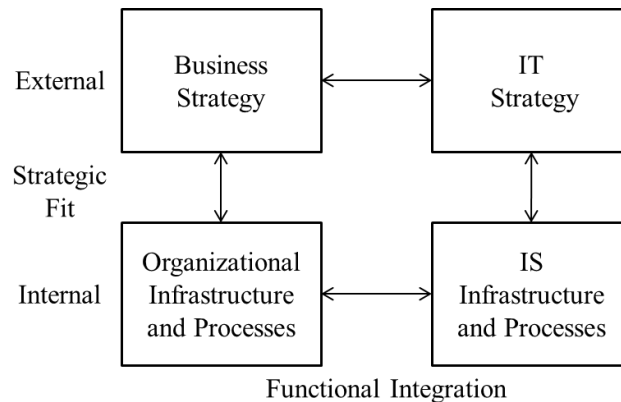 External
Business
Strategy
IT
Strategy
Strategic
Fit
Internal
Organizational
Infrastructure
and Processes
IS
Infrastructure
and Processes
Functional Integration